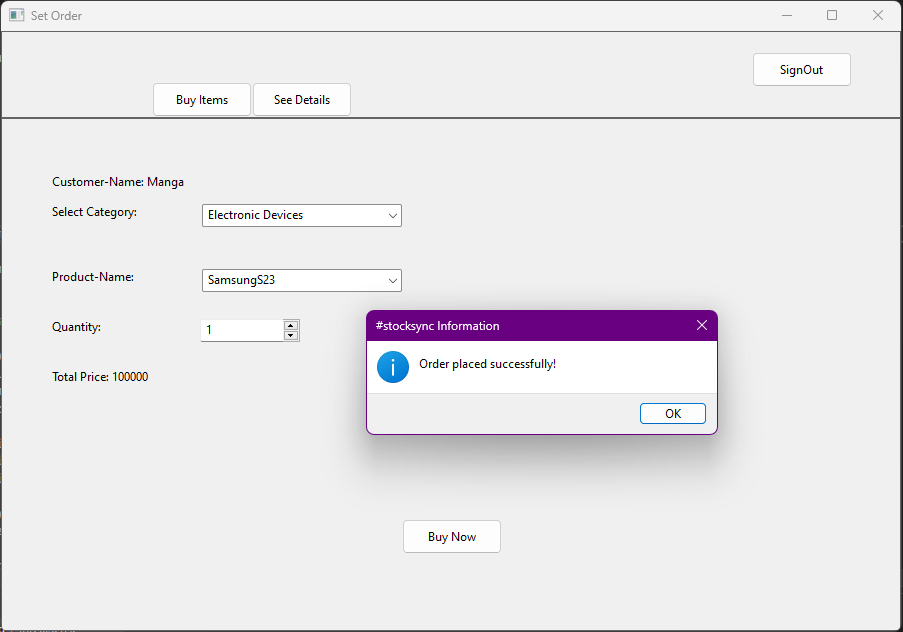 Set Order
SignOut
Buy Items
See Details
Customer-Name: Manga
Select Category:
Electronic Devices
Product-Name:
SamsungS23
Quantity:
1
#stocksync Information
Order placed successfully!
OK
Total Price: 100000
Buy Now